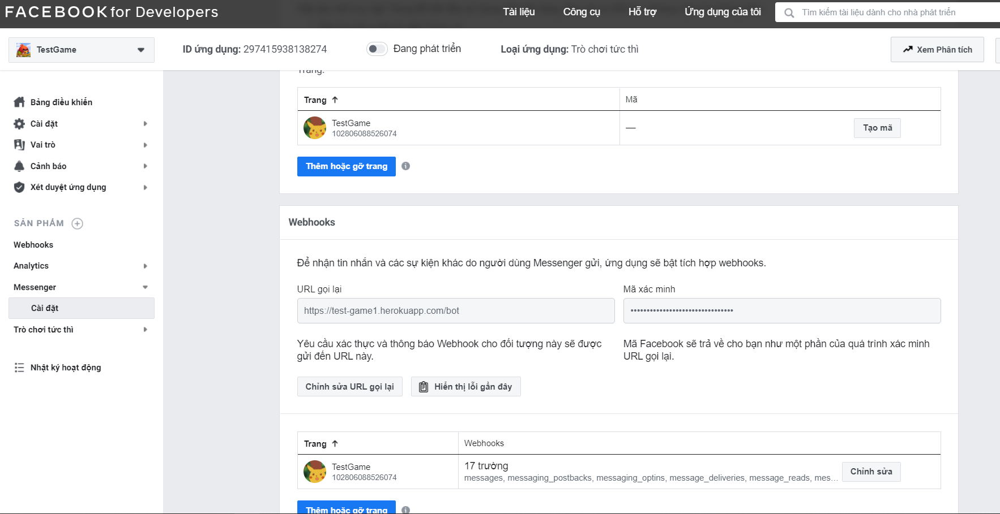 FACEBOOK for Developers
Tài liệu
Công cụ
Hỗ trợ
Ứng dụng của tôi
Tìm kiếm tài liệu dành cho nhà phát triển
TestGame
ID ứng dụng: 297415938138274
Đang phát triển
Loại ứng dụng: Trò chơi tức thì
Xem Phân tích
Bảng điều khiển
Cài đặt
Vai trò
Cảnh báo
Xét duyệt ứng dụng
SẢN PHẨM
Webhooks
Analytics
Messenger
Cài đặt
Trò chơi tức thì
Nhật ký hoạt động
Trang.
Trang
Mã
TestGame
102806088526074
—
Tạo mã
Thêm hoặc gỡ trang
Webhooks
Để nhận tin nhắn và các sự kiện khác do người dùng Messenger gửi, ứng dụng sẽ bật tích hợp webhooks.
URL gọi lại
Mã xác minh
https://test-game1.herokuapp.com/bot
••••••••••••••••••••••••••••••••
Yêu cầu xác thực và thông báo Webhook cho đối tượng này sẽ được
gửi đến URL này.
Mã Facebook sẽ trả về cho bạn như một phần của quá trình xác minh
URL gọi lại.
Chỉnh sửa URL gọi lại
Hiển thị lỗi gần đây
Trang
Webhooks
TestGame
102806088526074
17 trường
messages, messaging_postbacks, messaging_optins, message_deliveries, message_reads, mes...
Chỉnh sửa
Thêm hoặc gỡ trang